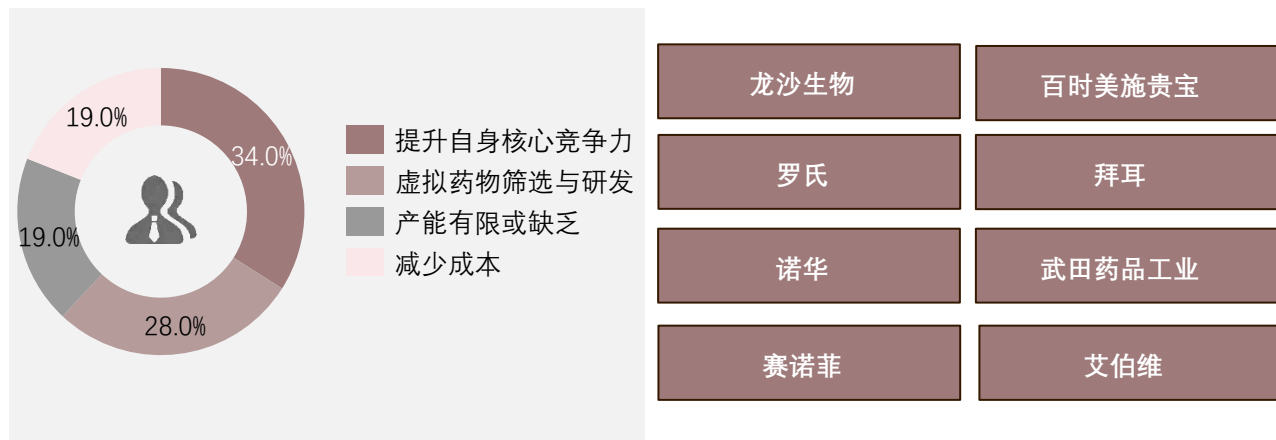 19.0%
34.0%
19.0%
28.0%
提升自身核心竞争力
虚拟药物筛选与研发
产能有限或缺乏
减少成本
龙沙生物
百时美施贵宝
罗氏
拜耳
诺华
武田药品工业
赛诺菲
艾伯维